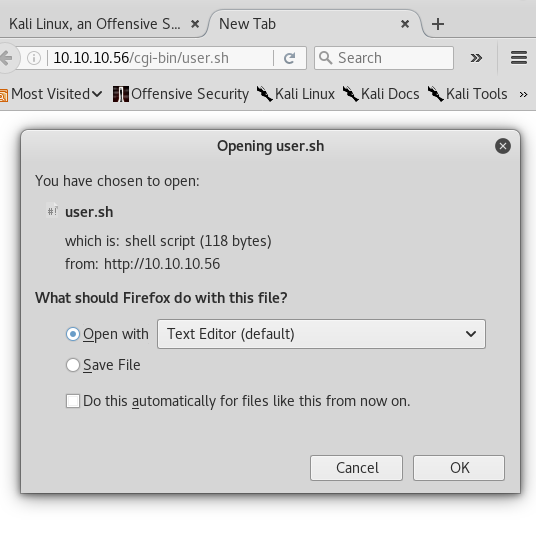 Kali Linux, an Offensive S... × New Tab ×
10.10.10.56/cgi-bin/user.sh Search
Most Visited Offensive Security Kali Linux Kali Docs Kali Tools
Opening user.sh
You have chosen to open:
user.sh
which is: shell script (118 bytes)
from: http://10.10.10.56
What should Firefox do with this file?
Open with Text Editor (default)
Save File
Do this automatically for files like this from now on.
Cancel OK